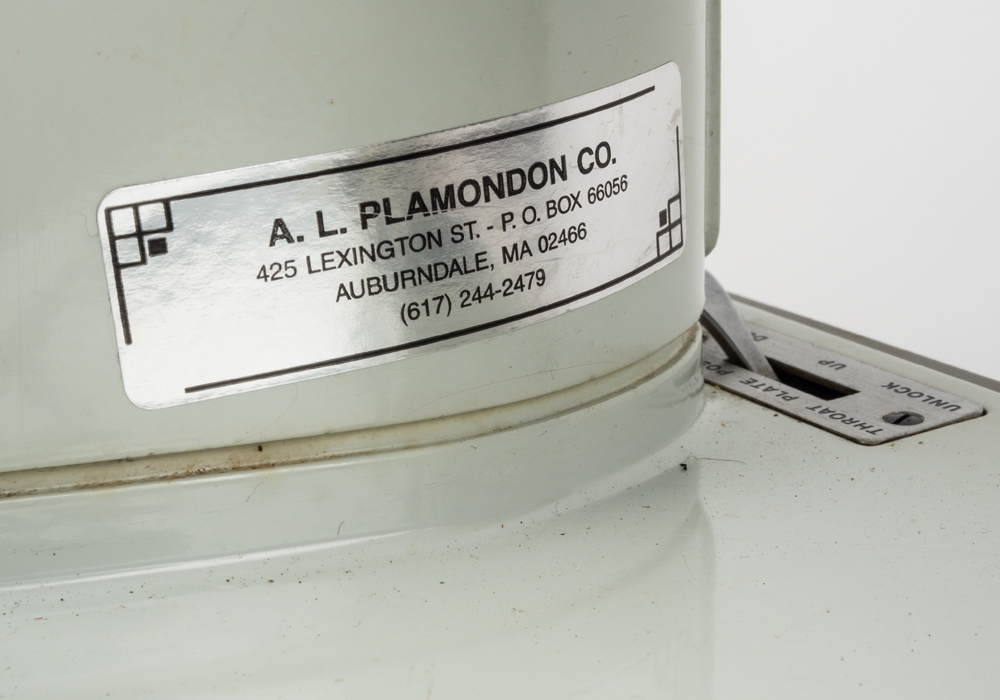 A. L. PLAMONDON CO.
425 LEXINGTON ST. - P. O. BOX 66056
AUBURNDALE, MA 02466
(617) 244-2479
THROAT PLATE
UP
UNLOCK